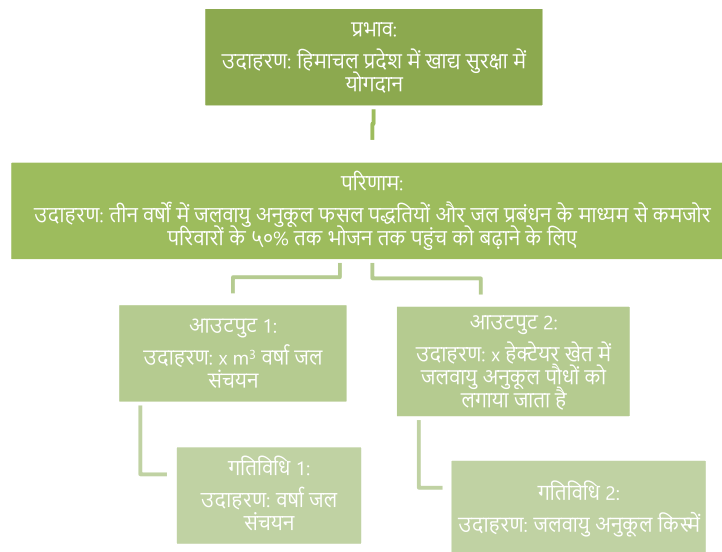 प्रभाव:
उदाहरण: हिमाचल प्रदेश में खाद्य सुरक्षा में
योगदान
परिणाम:
उदाहरण: तीन वर्षों में जलवायु अनुकूल फसल पद्धतियों और जल प्रबंधन के माध्यम से कमजोर
परिवारों के ५०% तक भोजन तक पहुंच को बढ़ाने के लिए
आउटपुट 1:
उदाहरण: x m³ वर्षा जल
संचयन
आउटपुट 2:
उदाहरण: x हेक्टेयर खेत में
जलवायु अनुकूल पौधों को
लगाया जाता है
गतिविधि 1:
उदाहरण: वर्षा जल
संचयन
गतिविधि 2:
उदाहरण: जलवायु अनुकूल किस्में